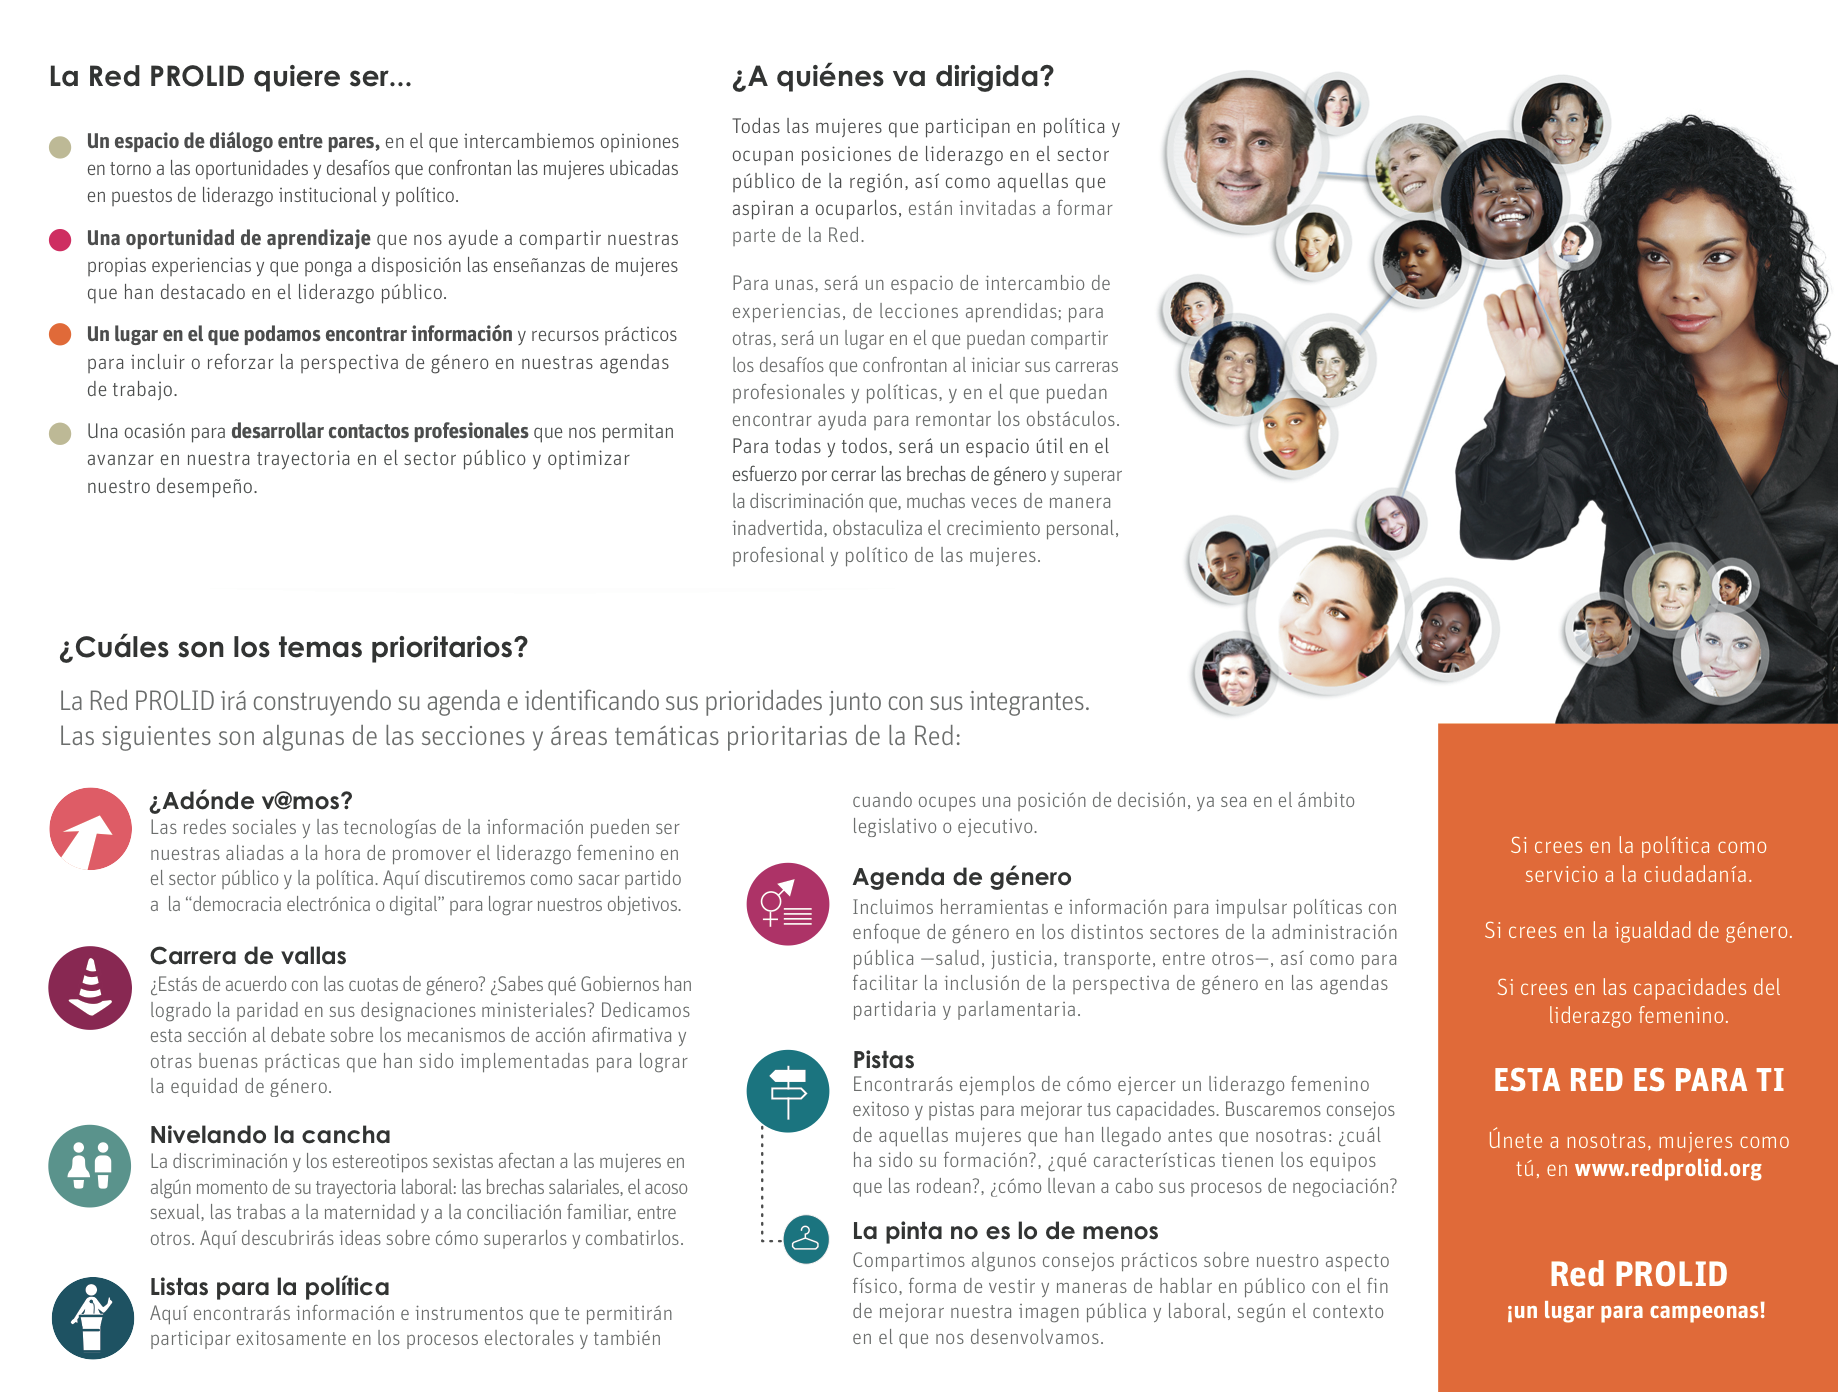 La Red PROLID quiere ser...
Un espacio de diálogo entre pares, en el que intercambiemos opiniones
en torno a las oportunidades y desafíos que confrontan las mujeres ubicadas
en puestos de liderazgo institucional y político.
Una oportunidad de aprendizaje que nos ayude a compartir nuestras
propias experiencias y que ponga a disposición las enseñanzas de mujeres
que han destacado en el liderazgo público.
Un lugar en el que podamos encontrar información y recursos prácticos
para incluir o reforzar la perspectiva de género en nuestras agendas
de trabajo.
Una ocasión para desarrollar contactos profesionales que nos permitan
avanzar en nuestra trayectoria en el sector público y optimizar
nuestro desempeño.
¿A quiénes va dirigida?
Todas las mujeres que participan en política y
ocupan posiciones de liderazgo en el sector
público de la región, así como aquellas que
aspiran a ocuparlos, están invitadas a formar
parte de la Red.
Para unas, será un espacio de intercambio de
experiencias, de lecciones aprendidas; para
otras, será un lugar en el que puedan compartir
los desafíos que confrontan al iniciar sus carreras
profesionales y políticas, y en el que puedan
encontrar ayuda para remontar los obstáculos.
Para todas y todos, será un espacio útil en el
esfuerzo por cerrar las brechas de género y superar
la discriminación que, muchas veces de manera
inadvertida, obstaculiza el crecimiento personal,
profesional y político de las mujeres.
¿Cuáles son los temas prioritarios?
La Red PROLID irá construyendo su agenda e identificando sus prioridades junto con sus integrantes.
Las siguientes son algunas de las secciones y áreas temáticas prioritarias de la Red:
¿Adónde v@mos?
Las redes sociales y las tecnologías de la información pueden ser
nuestras aliadas a la hora de promover el liderazgo femenino en
el sector público y la política. Aquí discutiremos como sacar partido
a la “democracia electrónica o digital” para lograr nuestros objetivos.
Carrera de vallas
¿Estás de acuerdo con las cuotas de género? ¿Sabes qué Gobiernos han
logrado la paridad en sus designaciones ministeriales? Dedicamos
esta sección al debate sobre los mecanismos de acción afirmativa y
otras buenas prácticas que han sido implementadas para lograr
la equidad de género.
Nivelando la cancha
La discriminación y los estereotipos sexistas afectan a las mujeres en
algún momento de su trayectoria laboral: las brechas salariales, el acoso
sexual, las trabas a la maternidad y a la conciliación familiar, entre
otros. Aquí descubrirás ideas sobre cómo superarlos y combatirlos.
Listas para la política
Aquí encontrarás información e instrumentos que te permitirán
participar exitosamente en los procesos electorales y también
cuando ocupes una posición de decisión, ya sea en el ámbito
legislativo o ejecutivo.
Agenda de género
Incluimos herramientas e información para impulsar políticas con
enfoque de género en los distintos sectores de la administración
pública —salud, justicia, transporte, entre otros—, así como para
facilitar la inclusión de la perspectiva de género en las agendas
partidaria y parlamentaria.
Pistas
Encontrarás ejemplos de cómo ejercer un liderazgo femenino
exitoso y pistas para mejorar tus capacidades. Buscaremos consejos
de aquellas mujeres que han llegado antes que nosotras: ¿cuál
ha sido su formación?, ¿qué características tienen los equipos
que las rodean?, ¿cómo llevan a cabo sus procesos de negociación?
La pinta no es lo de menos
Compartimos algunos consejos prácticos sobre nuestro aspecto
físico, forma de vestir y maneras de hablar en público con el fin
de mejorar nuestra imagen pública y laboral, según el contexto
en el que nos desenvolvamos.
Si crees en la política como
servicio a la ciudadanía.
Si crees en la igualdad de género.
Si crees en las capacidades del
liderazgo femenino.
ESTA RED ES PARA TI
Únete a nosotras, mujeres como
tú, en www.redprolid.org
Red PROLID
¡un lugar para campeonas!